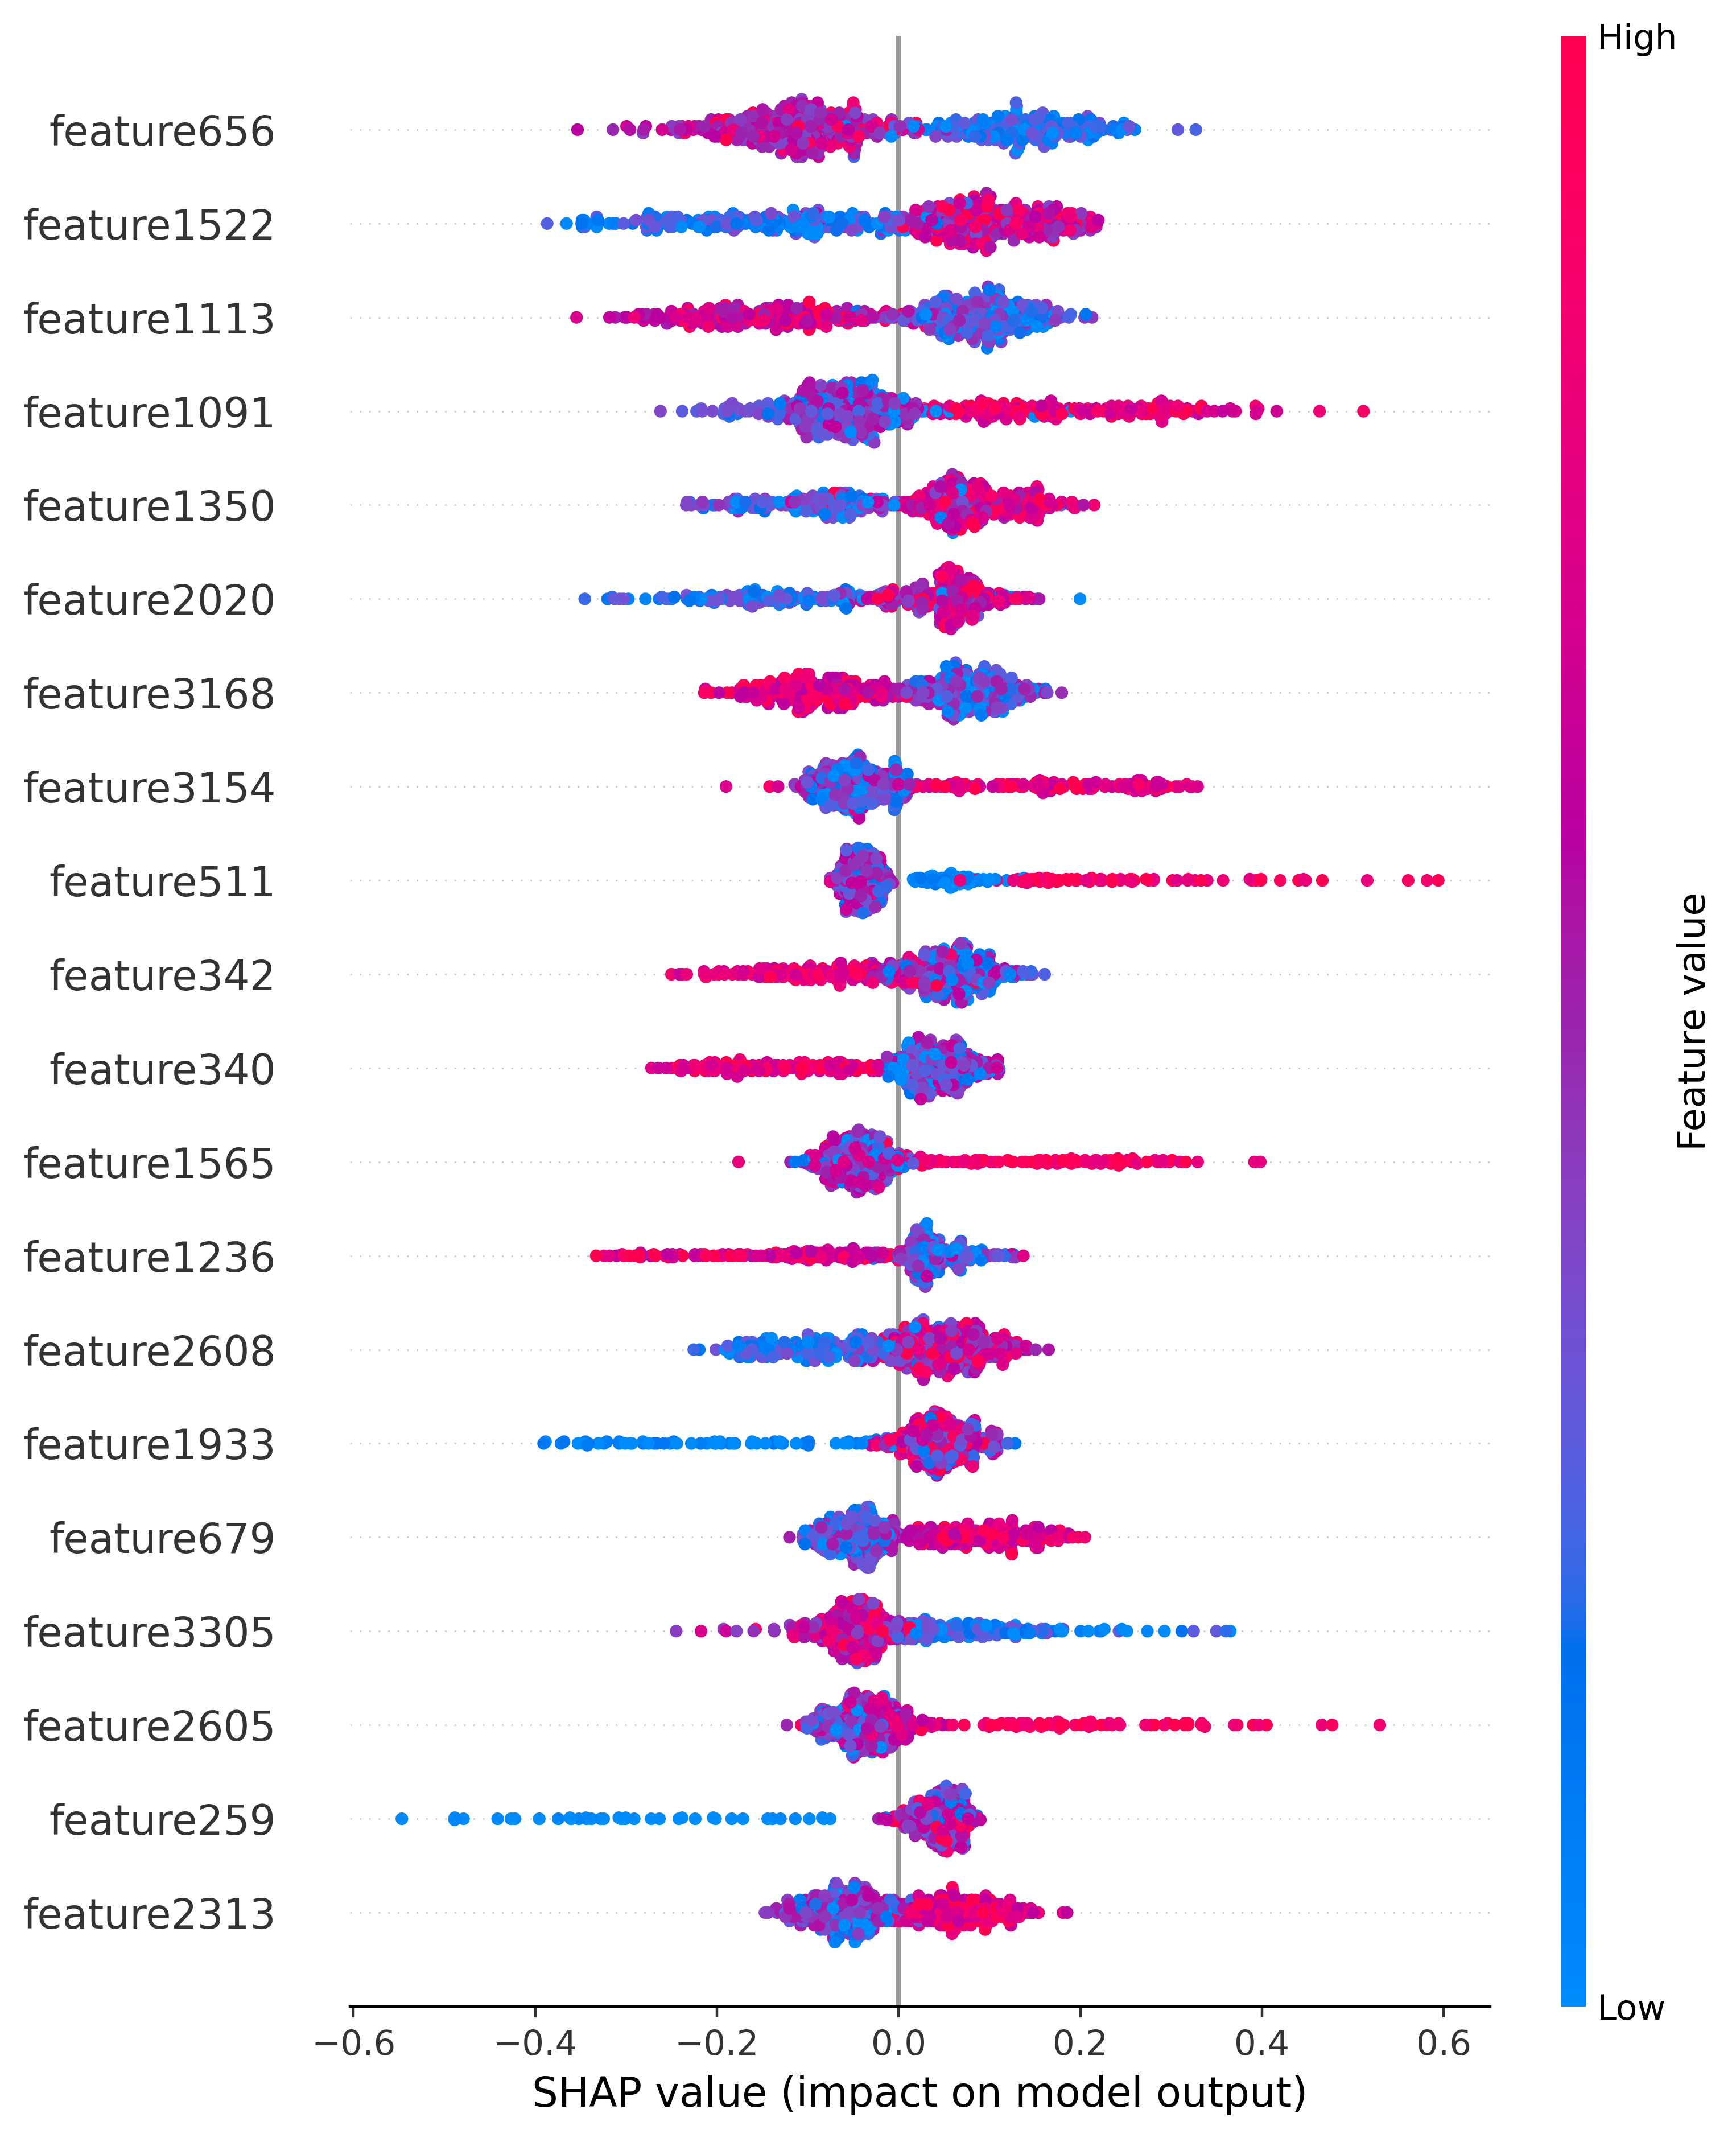 High
feature656
feature1522
feature1113
feature1091
feature1350
feature2020
feature3168
feature3154
feature511
feature342
feature340
feature1565
feature1236
feature2608
feature1933
feature679
feature3305
feature2605
feature259
feature2313
Feature value
Low
−0.6 −0.4 −0.2 0.0 0.2 0.4 0.6
SHAP value (impact on model output)